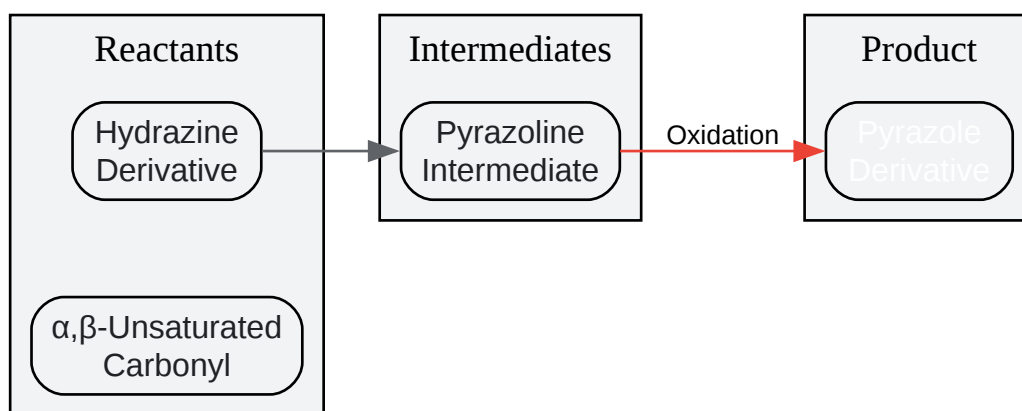 Reactants
Hydrazine
Derivative
α,β-Unsaturated
Carbonyl
Intermediates
Pyrazoline
Intermediate
Oxidation
Product
Pyrazole
Derivative